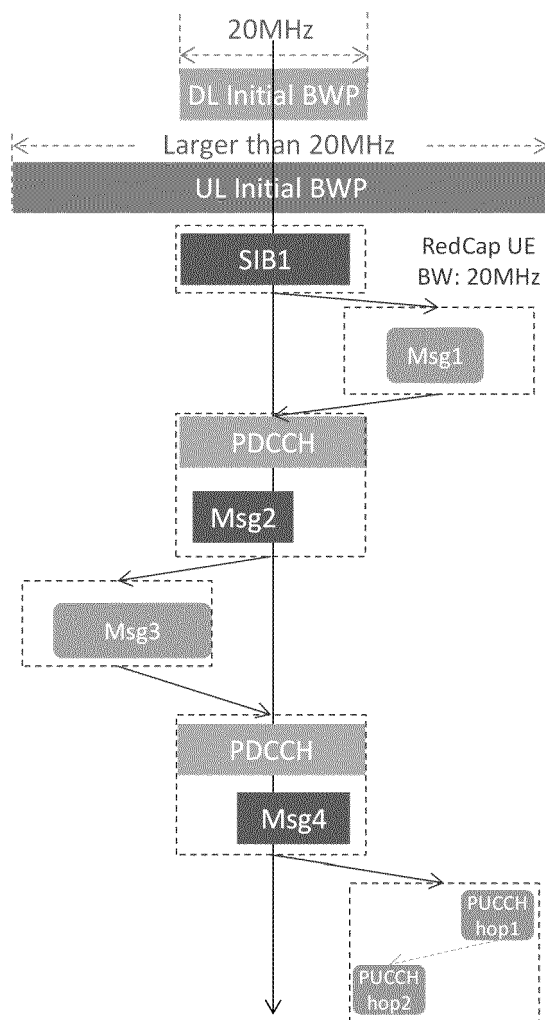 20MHz
DL Initial BWP
Larger than 20MHz
UL Initial BWP
SIB1
RedCap UE
BW: 20MHz
Msg1
PDCCH
Msg2
Msg3
PDCCH
Msg4
PUCCH
hop1
PUCCH
hop2